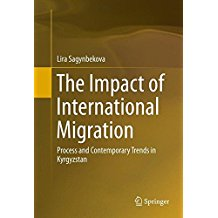 Lira Sagynbekova
The Impact of
International
Migration
Process and Contemporary Trends in
Kyrgyzstan
Springer